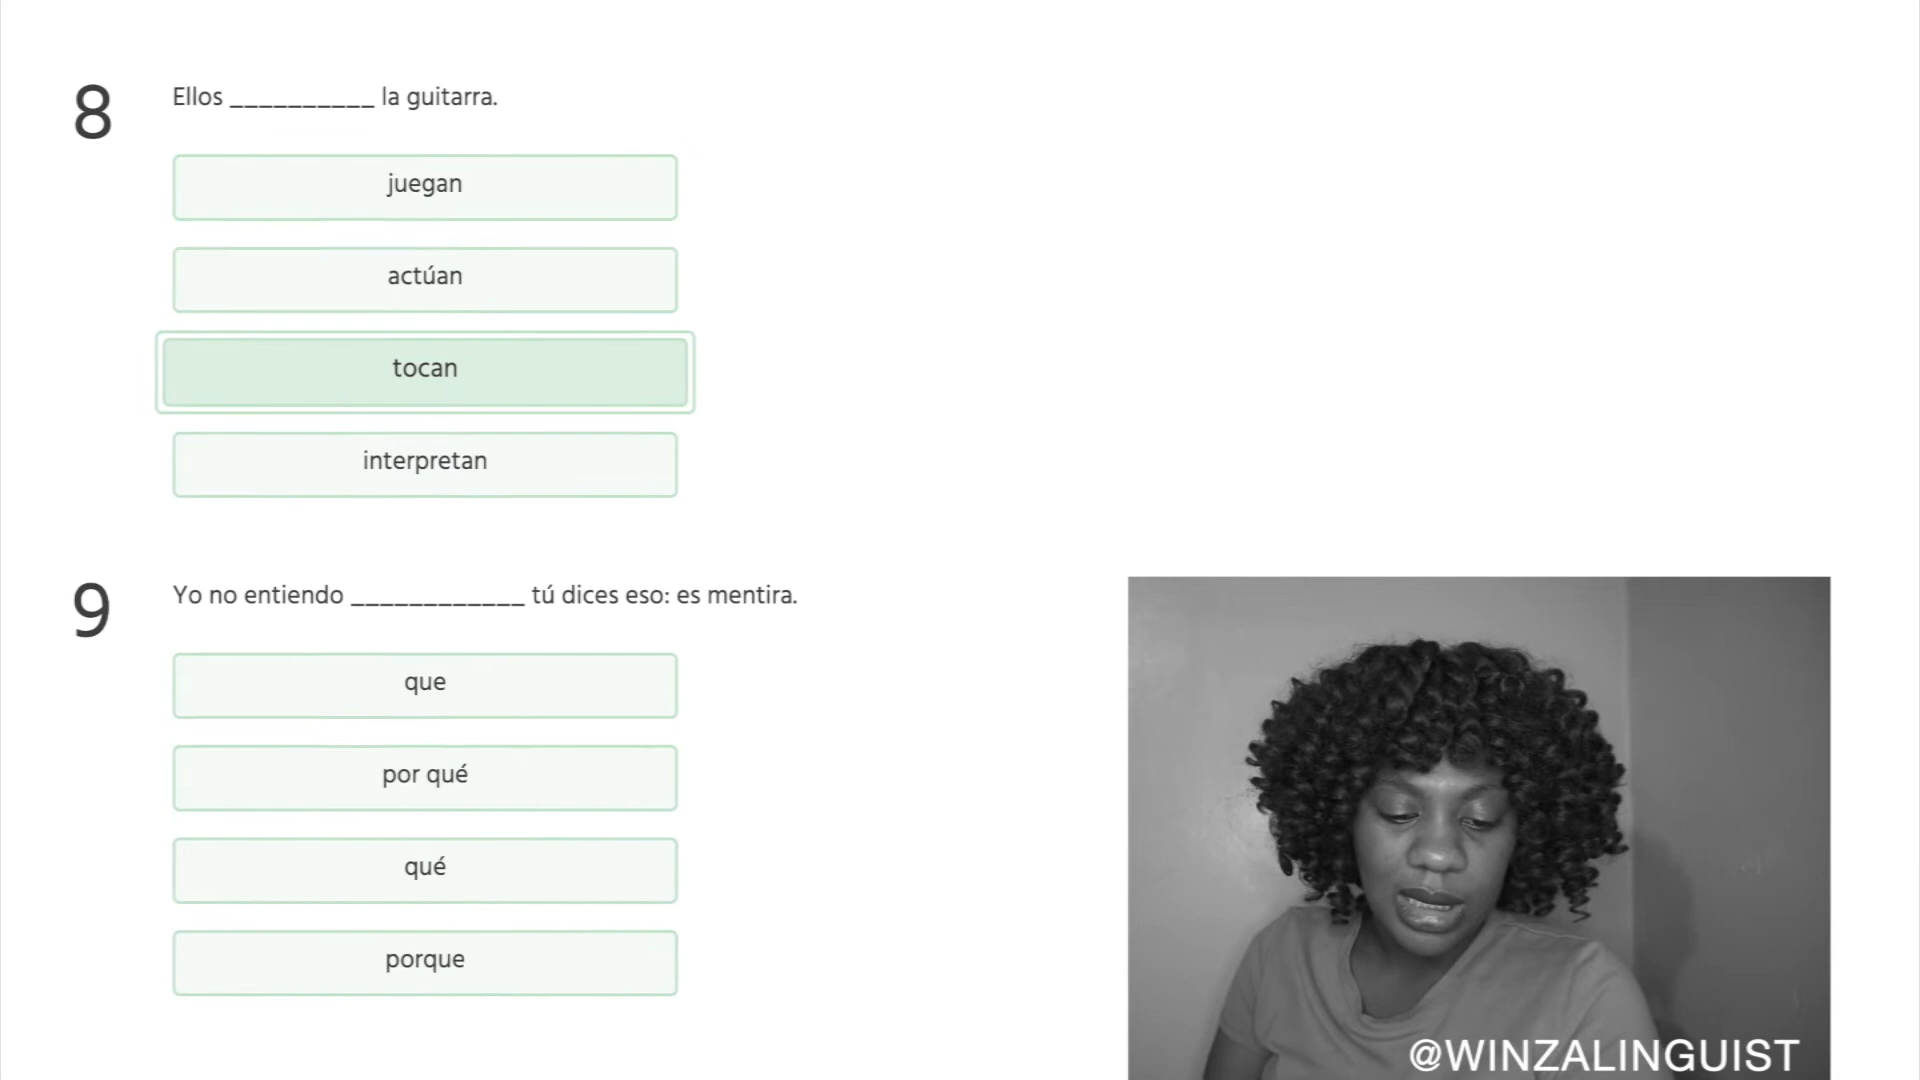 8
Ellos __________ la guitarra.
juegan
actúan
tocan
interpretan
9
Yo no entiendo ____________ tú dices eso: es mentira.
que
por qué
qué
porque
@WINZALINGUIST